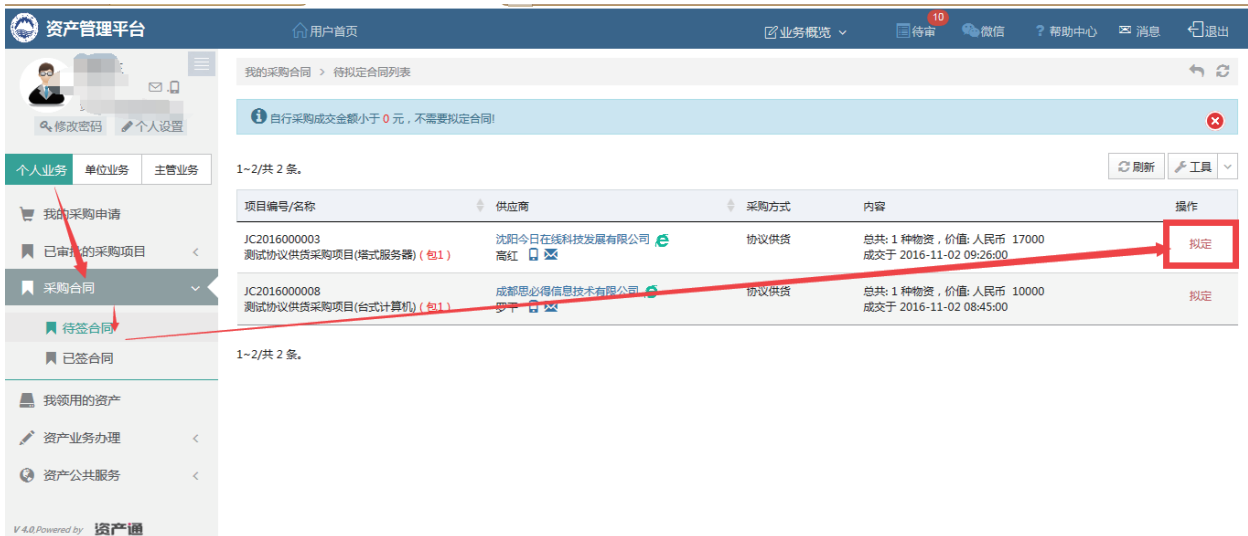 资产管理平台
用户首页
业务概览
待审
10
微信
? 帮助中心
消息
退出
修改密码
个人设置
个人业务
单位业务
主管业务
我的采购申请
已审批的采购项目
采购合同
待签合同
已签合同
我领用的资产
资产业务办理
资产公共服务
V 4.0,Powered by 资产通
我的采购合同 > 待拟定合同列表
自行采购成交金额小于 0 元，不需要拟定合同!
1~2/共 2 条。
刷新
工具
项目编号/名称 供应商 采购方式 内容 操作
JC2016000003 沈阳今日在线科技发展有限公司 协议供货 总共: 1 种物资，价值: 人民币 17000 拟定
测试协议供货采购项目(塔式服务器) ( 包1 ) 高红 成交于 2016-11-02 09:26:00
JC2016000008 成都思必得信息技术有限公司 协议供货 总共: 1 种物资，价值: 人民币 10000 拟定
测试协议供货采购项目(台式计算机) ( 包1 ) 成交于 2016-11-02 08:45:00
1~2/共 2 条。